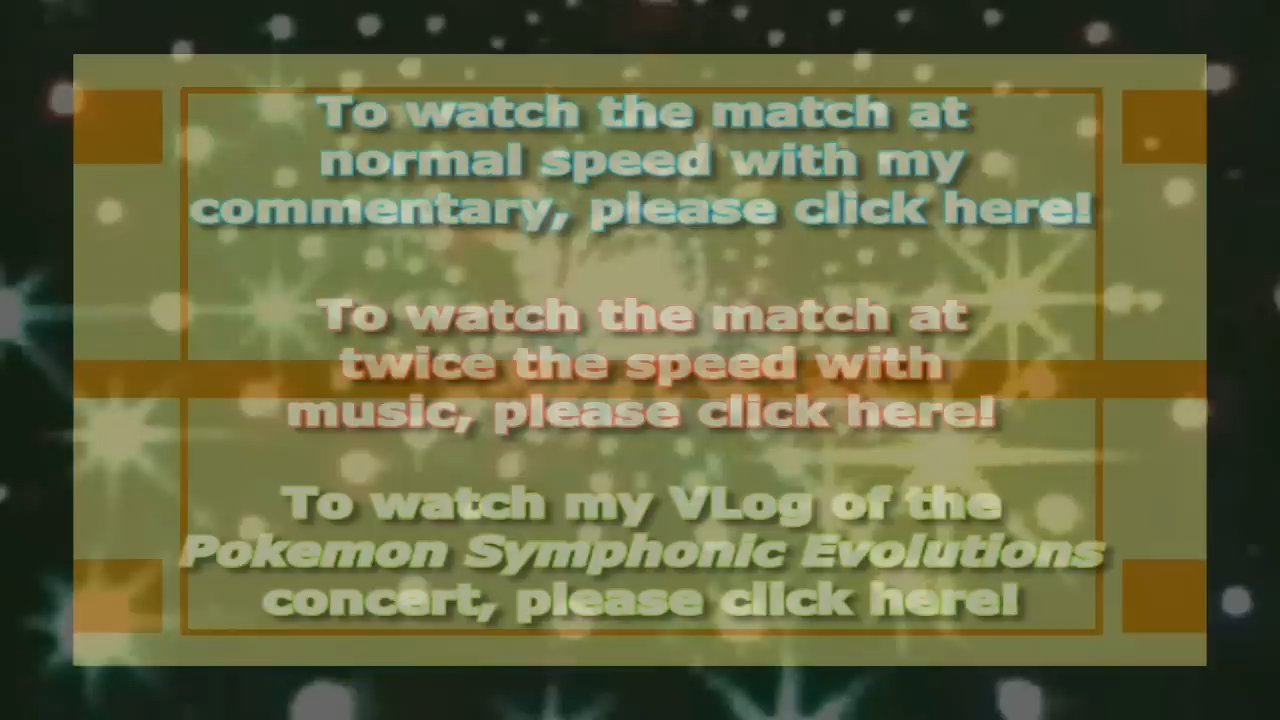 To watch the match at
normal speed with my
commentary, please click here!
To watch the match at
twice the speed with
music, please click here!
To watch my VLog of the
Pokemon Symphonic Evolutions
concert, please click here!